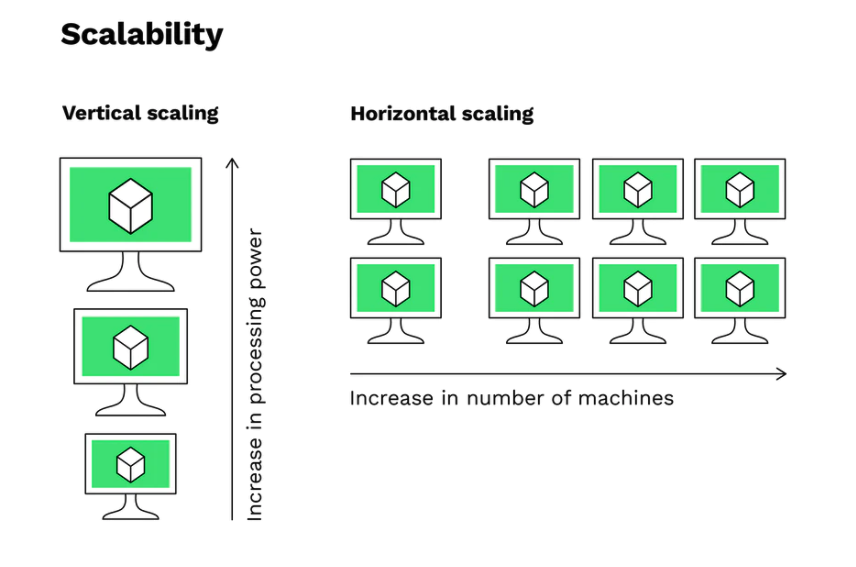 Scalability
Vertical scaling
Increase in processing power
Horizontal scaling
Increase in number of machines